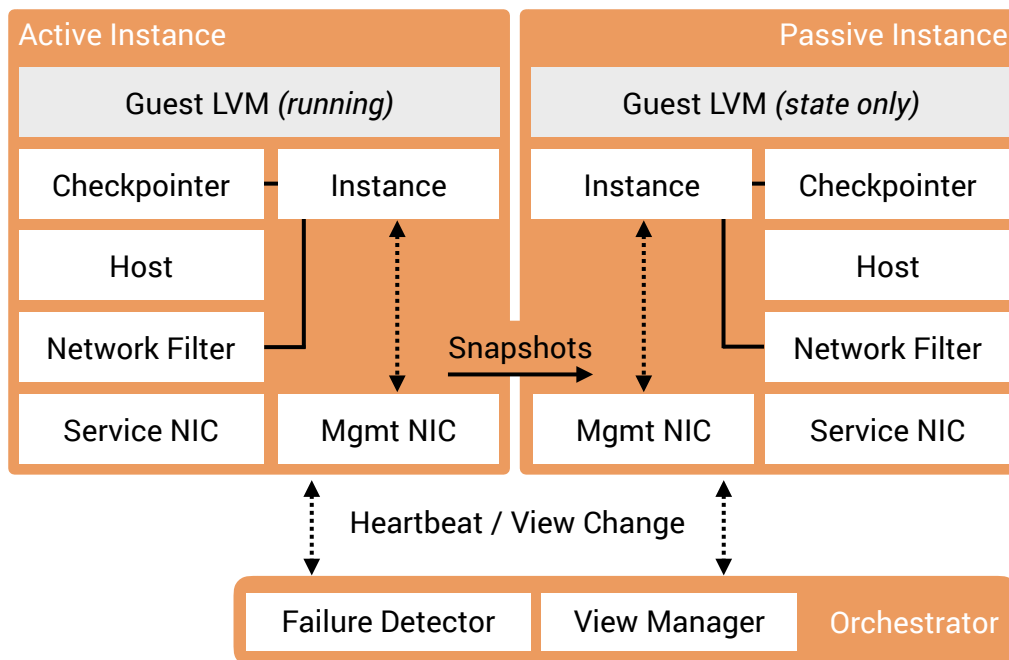 Active Instance
Passive Instance
Guest LVM (running)
Guest LVM (state only)
Checkpointer
Instance
Instance
Checkpointer
Host
Host
Network Filter
Snapshots
Network Filter
Service NIC
Mgmt NIC
Mgmt NIC
Service NIC
Heartbeat / View Change
Failure Detector
View Manager
Orchestrator